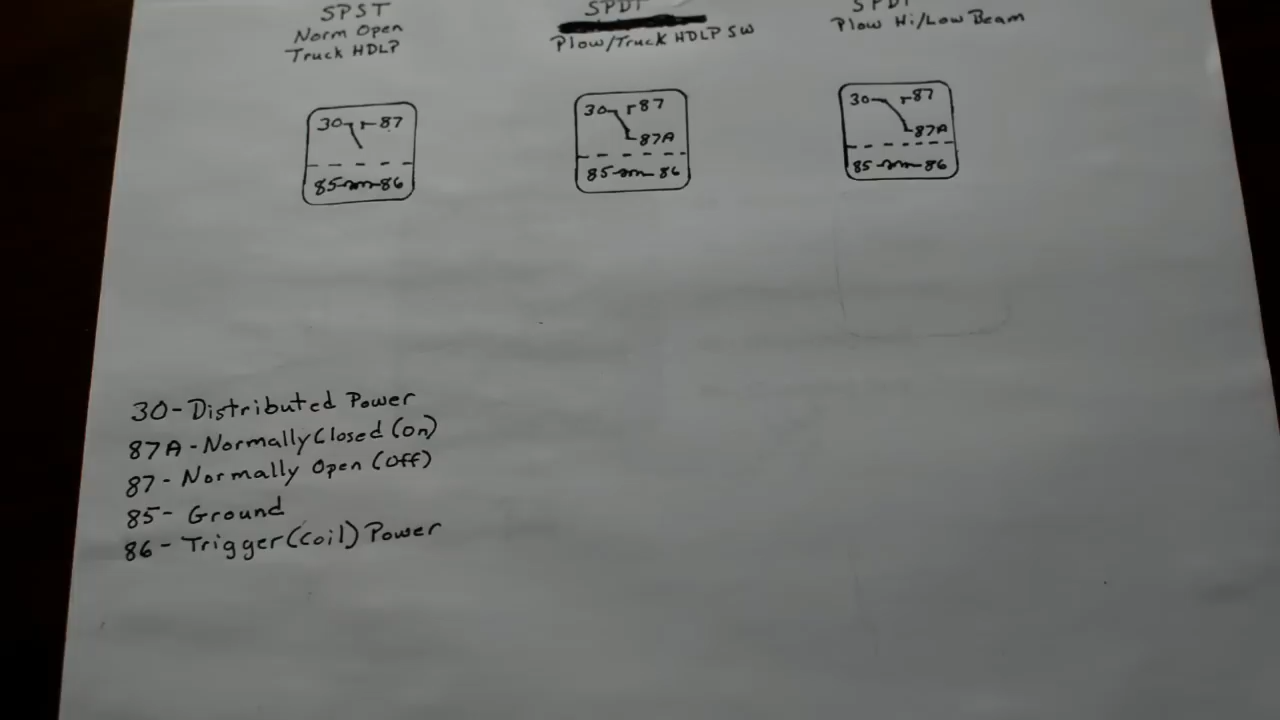 SPST
Norm Open
Truck HDLP
SPDT
Plow/Truck HDLP SW
SPDT
Plow Hi/Low Beam
30 87
85 86
30 87
87A
85 86
30 87
87A
85 86
30-Distributed Power
87A-Normally Closed (on)
87-Normally Open (off)
85-Ground
86-Trigger(coil) Power